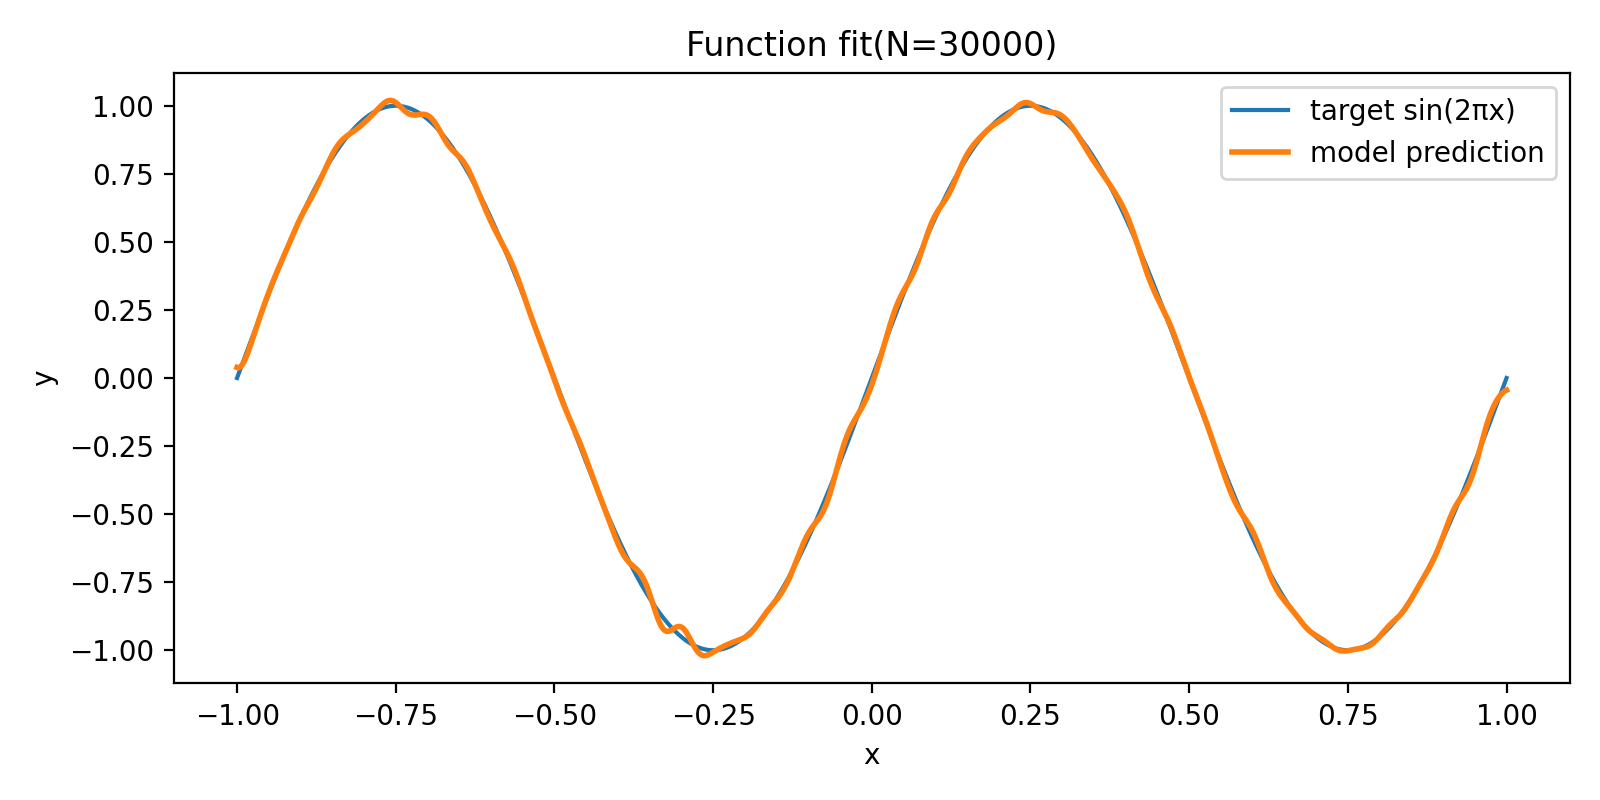 Function fit(N=30000)
target sin(2πx)
model prediction
1.00
0.75
0.50
0.25
0.00
−0.25
−0.50
−0.75
−1.00
y
−1.00 −0.75 −0.50 −0.25 0.00 0.25 0.50 0.75 1.00
x